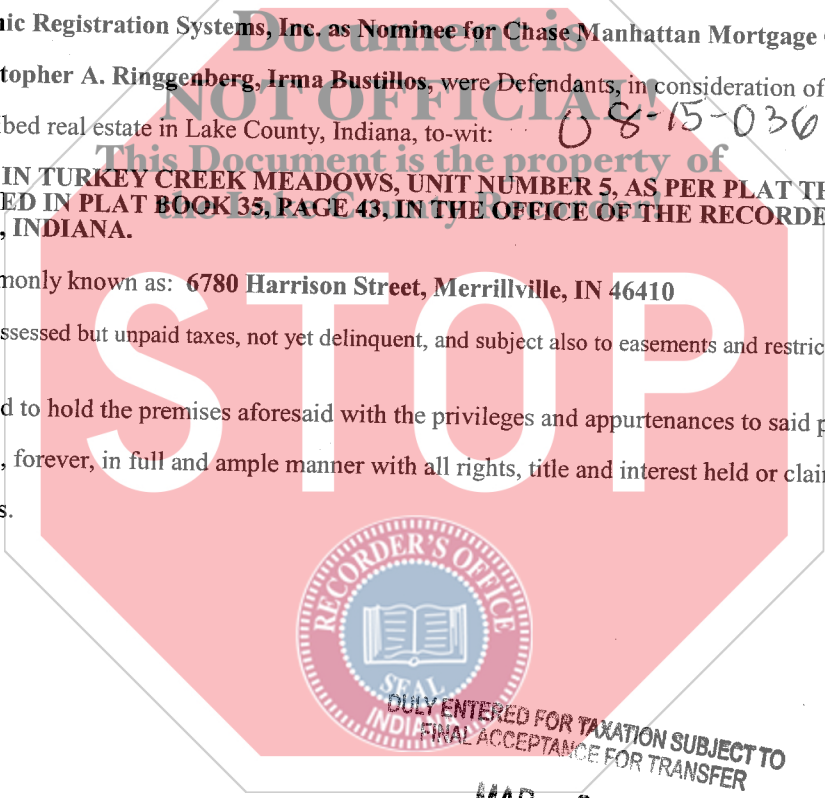 nic Registration Systems, Inc. as Nominee for Chase Manhattan Mortgage
Document is
topher A. Ringgenberg, Irma Bustillos, were Defendants, in consideration of
NOT OFFICIAL!
bed real estate in Lake County, Indiana, to-wit:
08-15-036
This Document is the property of
IN TURKEY CREEK MEADOWS, UNIT NUMBER 5, AS PER PLAT TH
the Lake County Recorder!
ED IN PLAT BOOK 35, PAGE 43, IN THE OFFICE OF THE RECORDE
, INDIANA.
monly known as: 6780 Harrison Street, Merrillville, IN 46410
ssessed but unpaid taxes, not yet delinquent, and subject also to easements and restric
d to hold the premises aforesaid with the privileges and appurtenances to said p
, forever, in full and ample manner with all rights, title and interest held or clai
s.
STOP
RECORDER'S OFFICE
SEAL
INDIANA
DULY ENTERED FOR TAXATION SUBJECT TO
FINAL ACCEPTANCE FOR TRANSFER
MAR